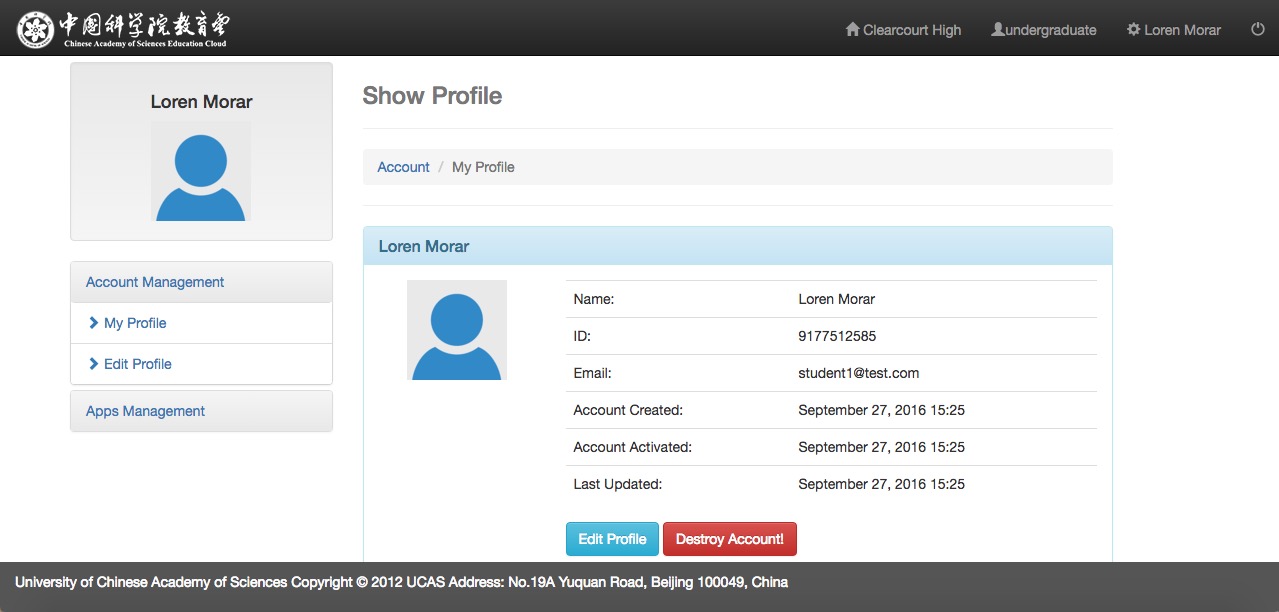 中国科学院教育云
Chinese Academy of Sciences Education Cloud
Clearcourt High
undergraduate
Loren Morar
Loren Morar
Account Management
My Profile
Edit Profile
Apps Management
Show Profile
Account / My Profile
Loren Morar
Name: Loren Morar
ID: 9177512585
Email: student1@test.com
Account Created: September 27, 2016 15:25
Account Activated: September 27, 2016 15:25
Last Updated: September 27, 2016 15:25
Edit Profile Destroy Account!
University of Chinese Academy of Sciences Copyright © 2012 UCAS Address: No.19A Yuquan Road, Beijing 100049, China